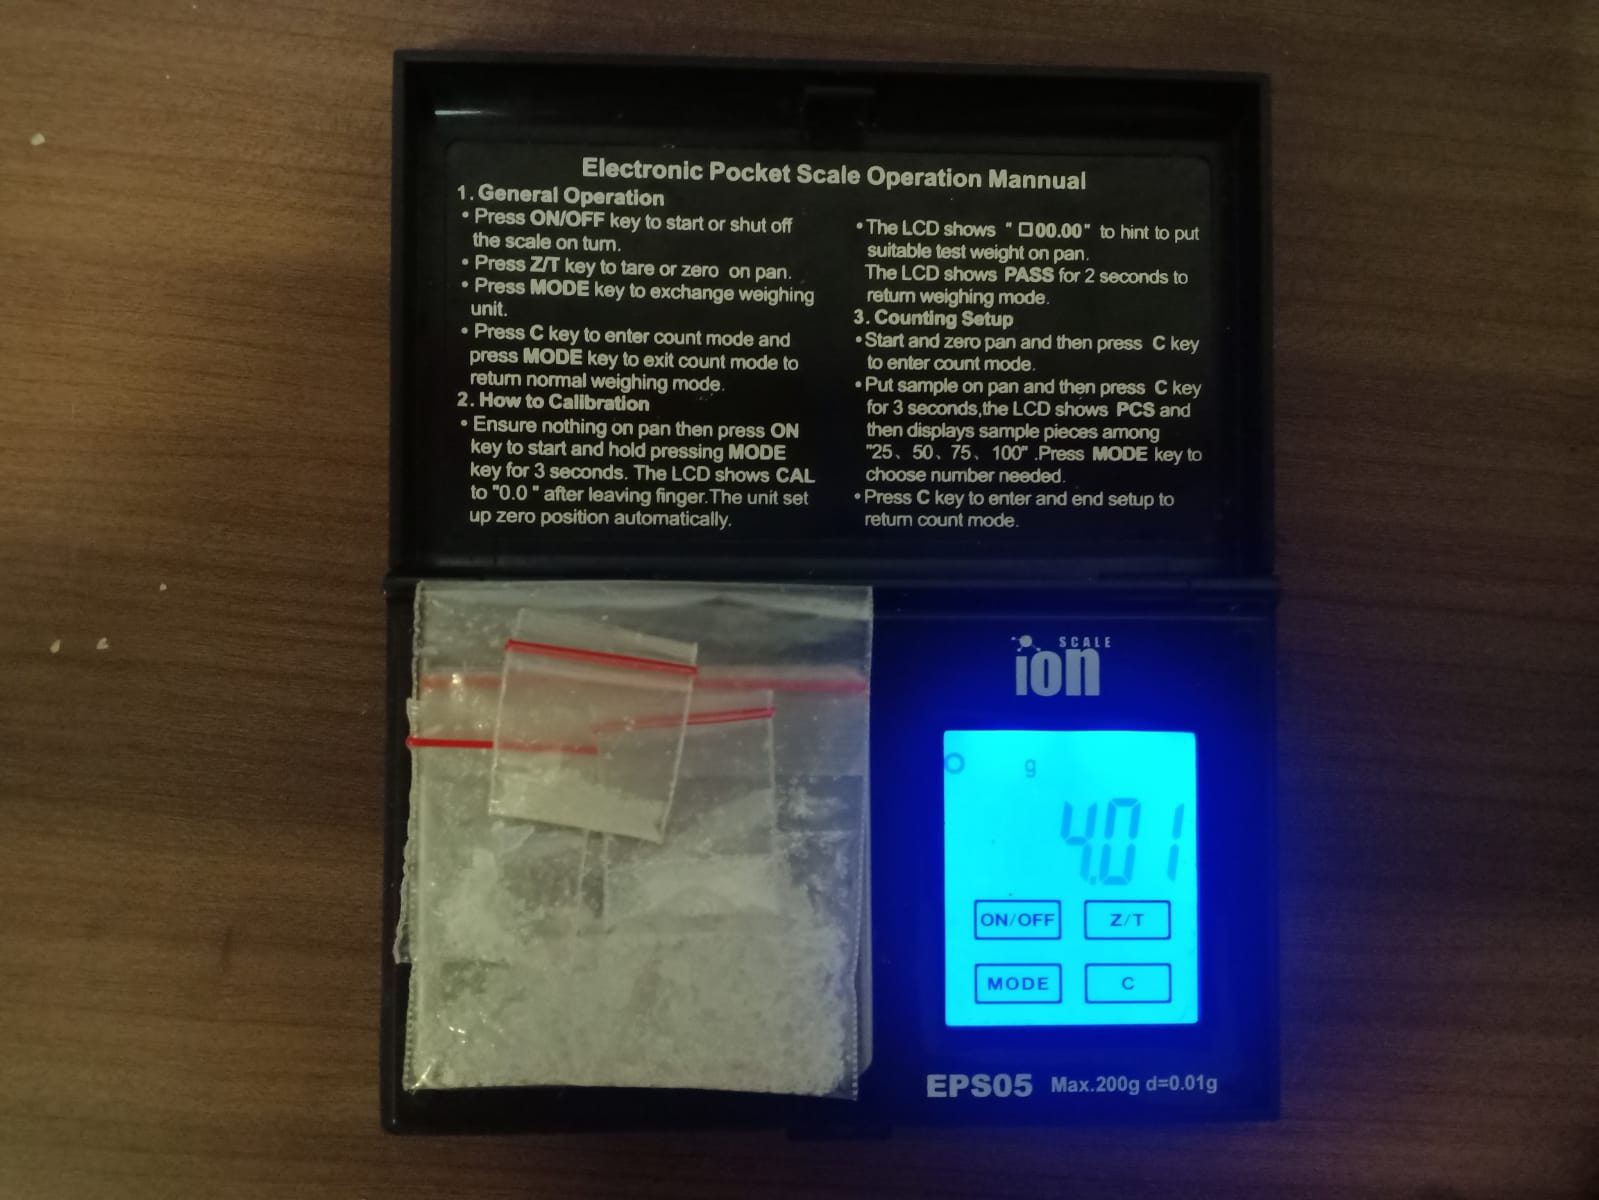 Electronic Pocket Scale Operation Mannual
1. General Operation
• Press ON/OFF key to start or shut off
the scale on turn.
• Press Z/T key to tare or zero on pan.
• Press MODE key to exchange weighing
unit.
• Press C key to enter count mode and
press MODE key to exit count mode to
return normal weighing mode.
2. How to Calibration
• Ensure nothing on pan then press ON
key to start and hold pressing MODE
key for 3 seconds. The LCD shows CAL
to "0.0 " after leaving finger.The unit set
up zero position automatically.
• The LCD shows " 口00.00" to hint to put
suitable test weight on pan.
The LCD shows PASS for 2 seconds to
return weighing mode.
3. Counting Setup
• Start and zero pan and then press C key
to enter count mode.
• Put sample on pan and then press C key
for 3 seconds,the LCD shows PCS and
then displays sample pieces among
"25、50、75、100" .Press MODE key to
choose number needed.
• Press C key to enter and end setup to
return count mode.
SCALE
ion
g
4.01
ON/OFF Z/T
MODE C
EPS05 Max.200g d=0.01g